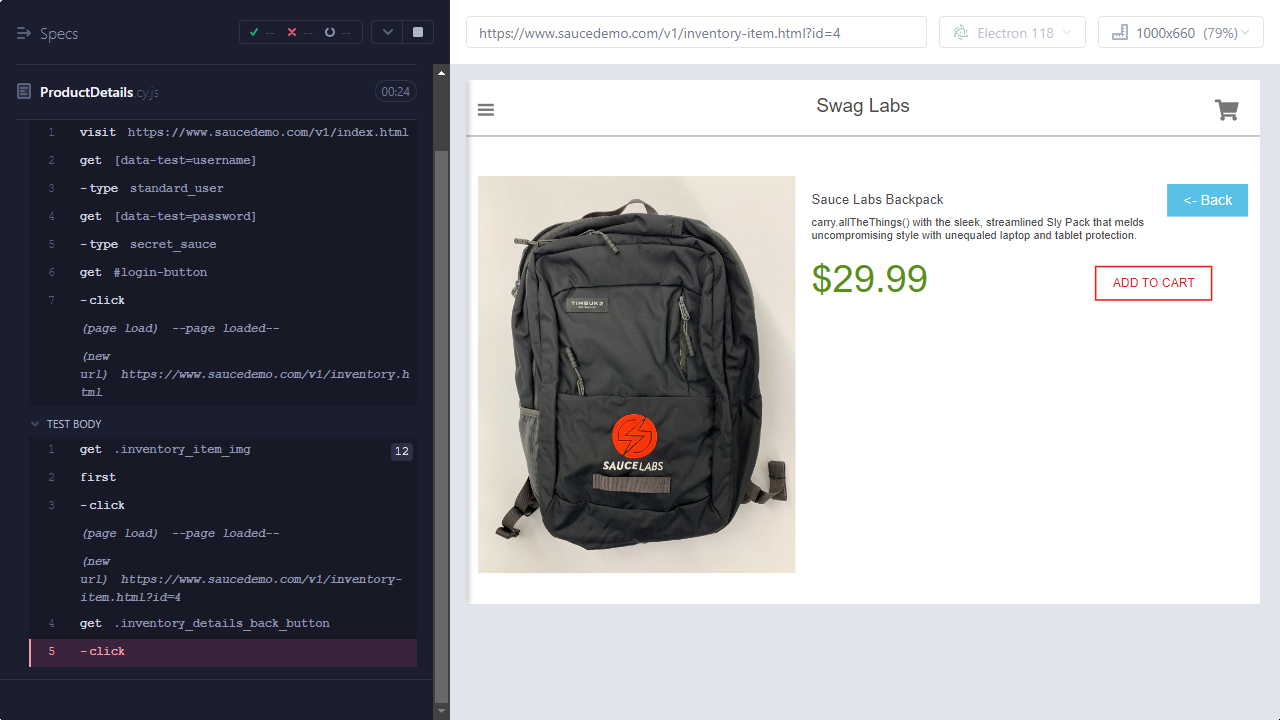 Specs
--
--
--
ProductDetails.cy.js
00:24
1 visit https://www.saucedemo.com/v1/index.html
2 get [data-test=username]
3 -type standard_user
4 get [data-test=password]
5 -type secret_sauce
6 get #login-button
7 -click
(page load) --page loaded--
(new
url) https://www.saucedemo.com/v1/inventory.h
tml
TEST BODY
1 get .inventory_item_img 12
2 first
3 -click
(page load) --page loaded--
(new
url) https://www.saucedemo.com/v1/inventory-
item.html?id=4
4 get .inventory_details_back_button
5 -click
https://www.saucedemo.com/v1/inventory-item.html?id=4
Electron 118
1000x660 (79%)
Swag Labs
Sauce Labs Backpack
<- Back
carry.allTheThings() with the sleek, streamlined Sly Pack that melds
uncompromising style with unequaled laptop and tablet protection.
$29.99
ADD TO CART
TIMBUK2
SAUCELABS